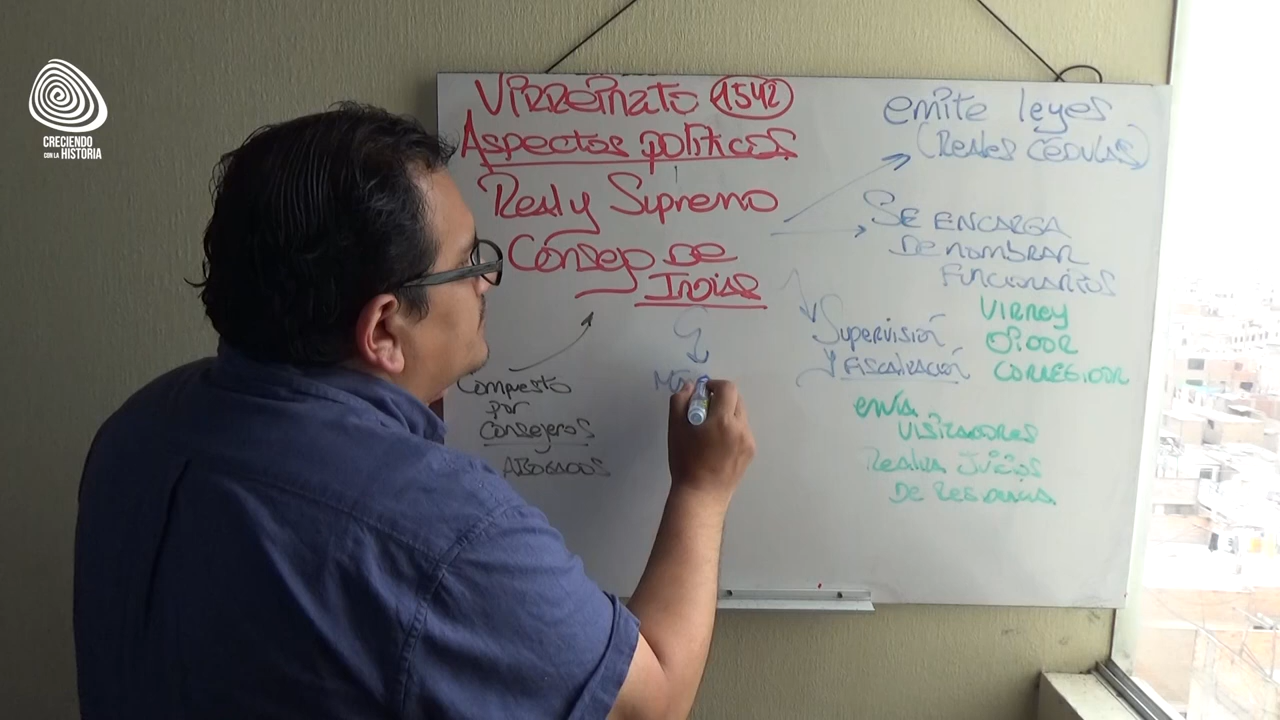 CRECIENDO
CON LA HISTORIA
Virreinato 1542
Aspectos políticos
Real y Supremo
Consejo de
Indias
emite leyes
(Reales CÉDULAS)
SE ENCARGA
De nombrar
FUNCIONARIOS
VIRREY
OIDOR
CORREGIDOR
Supervisión
y FISCALIZACIÓN
envía
VISITADORES
Realiza Juicios
DE Residencia
Compuesto
por
Consejeros
ABOGADOS